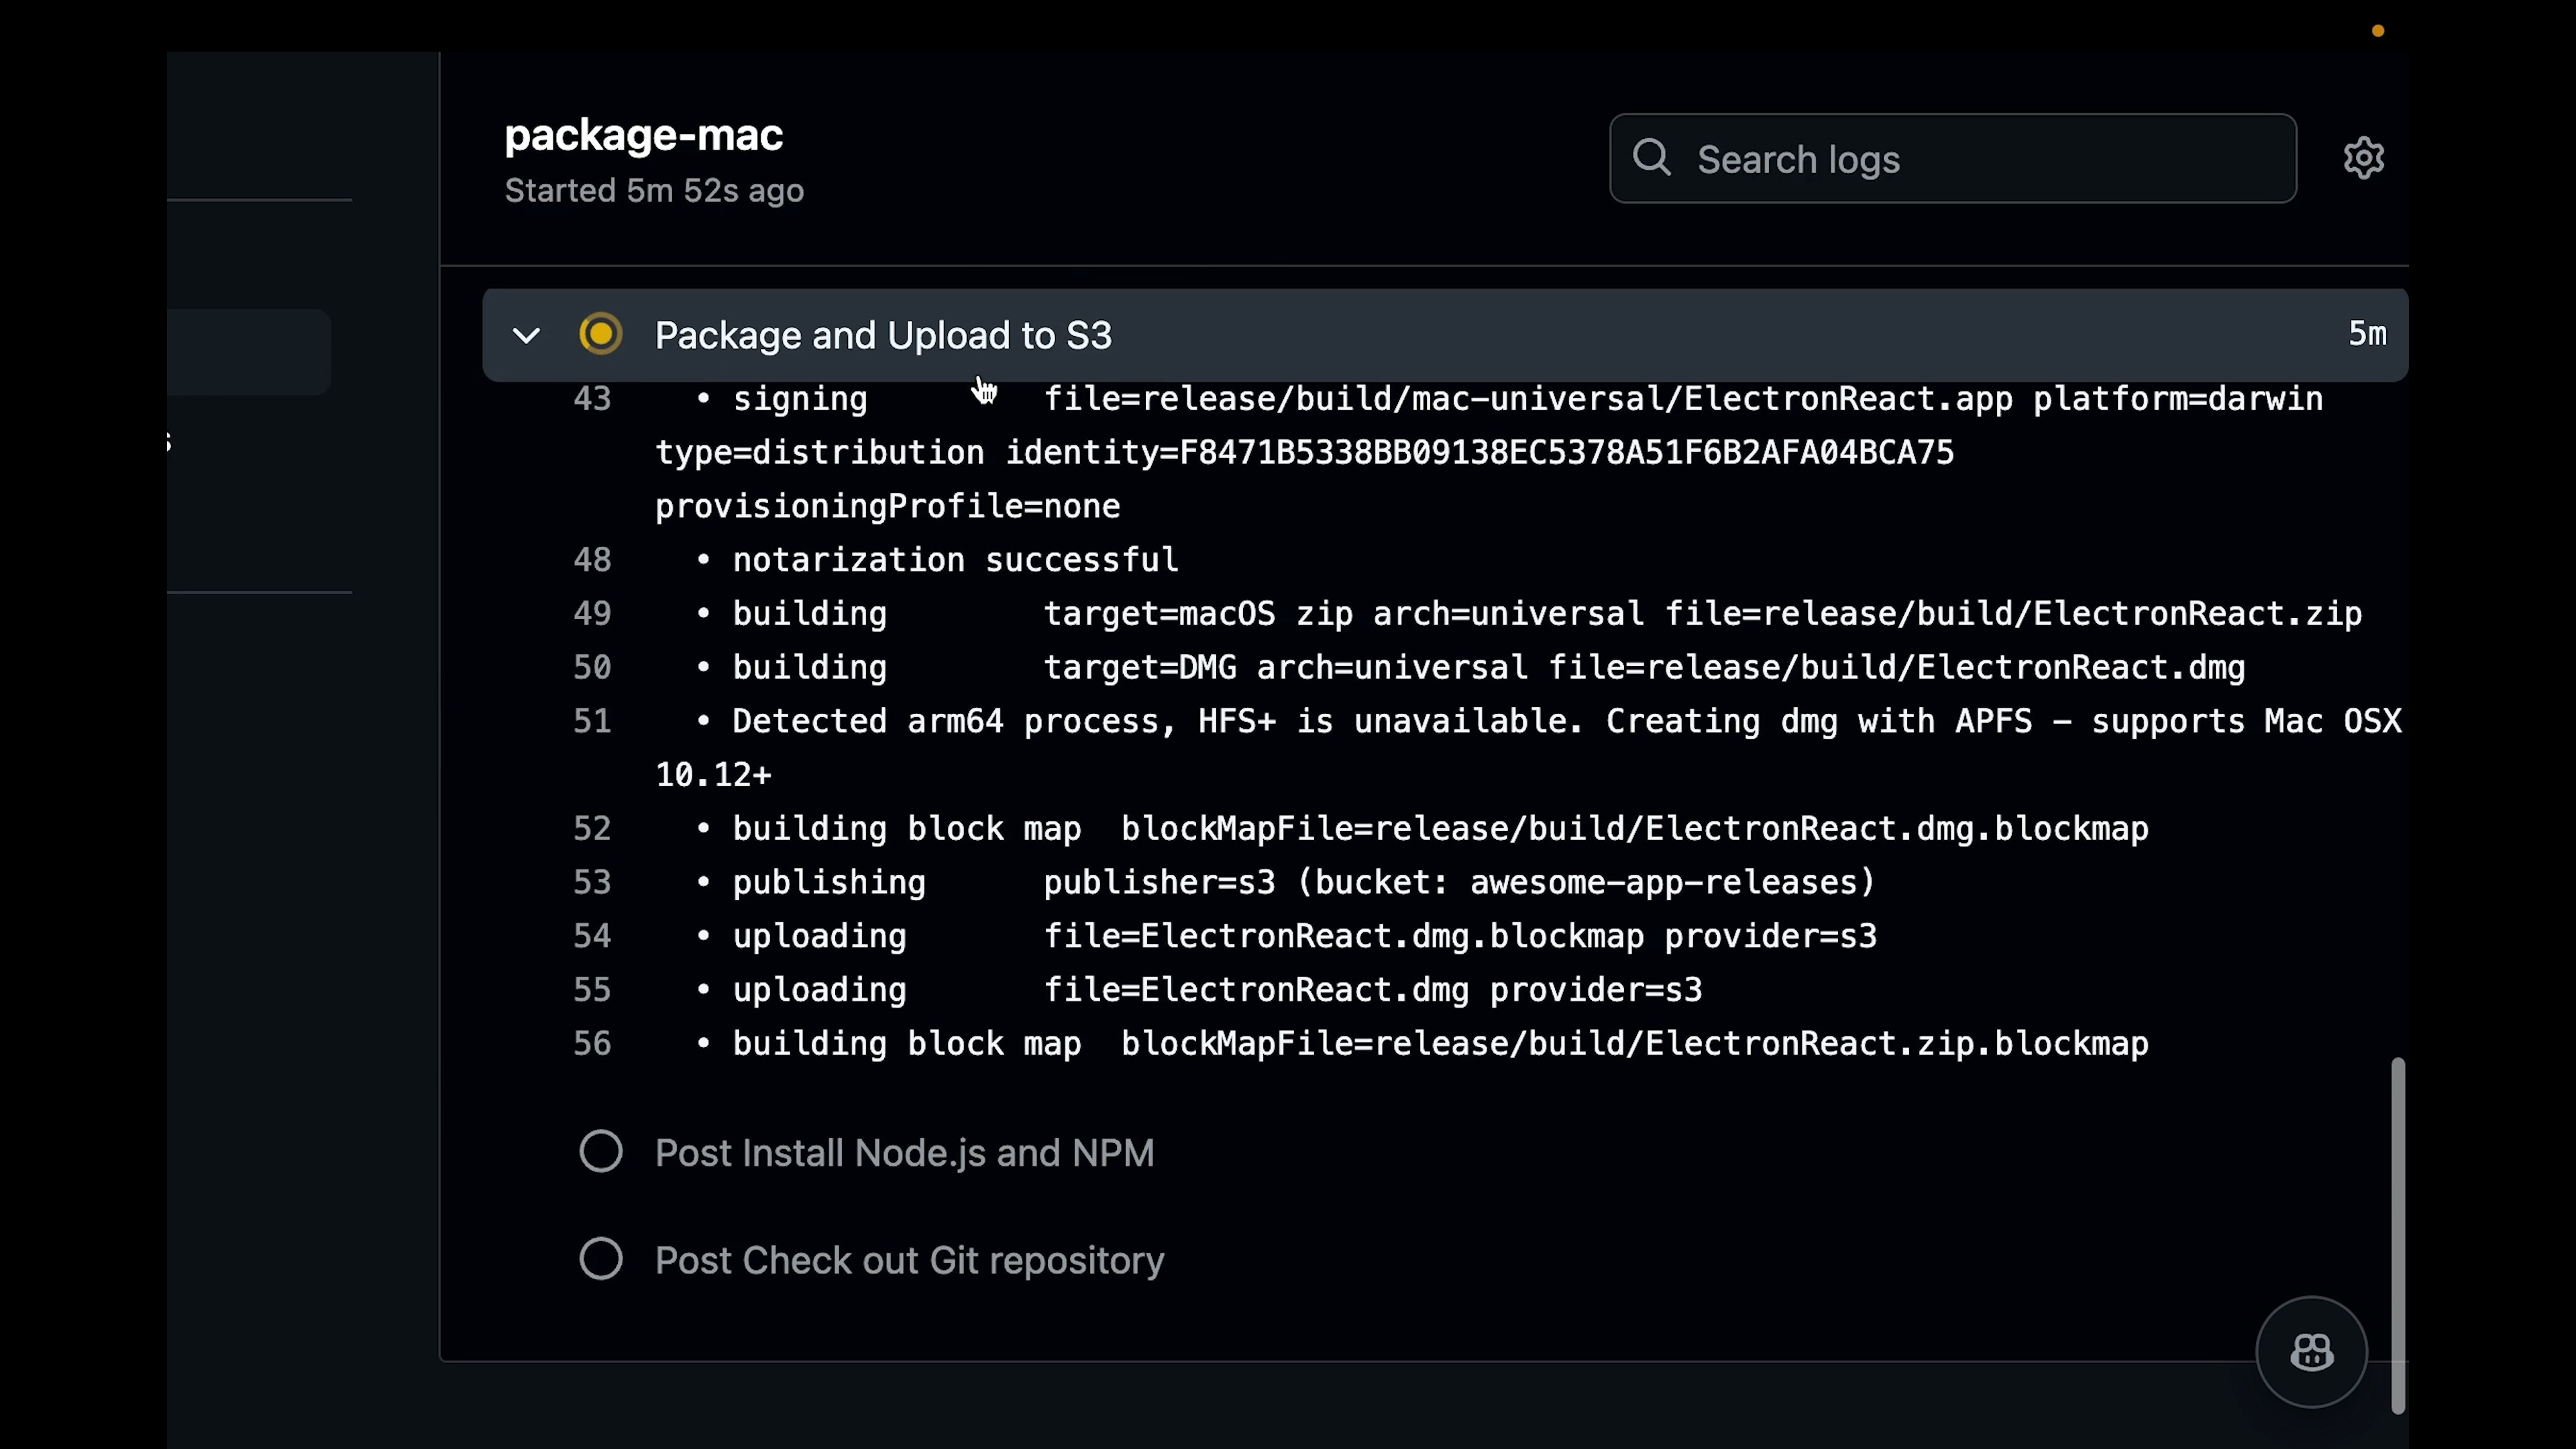 package-mac
Started 5m 52s ago
Search logs
Package and Upload to S3
5m
43 • signing file=release/build/mac-universal/ElectronReact.app platform=darwin
type=distribution identity=F8471B5338BB09138EC5378A51F6B2AFA04BCA75
provisioningProfile=none
48 • notarization successful
49 • building target=macOS zip arch=universal file=release/build/ElectronReact.zip
50 • building target=DMG arch=universal file=release/build/ElectronReact.dmg
51 • Detected arm64 process, HFS+ is unavailable. Creating dmg with APFS – supports Mac OSX
10.12+
52 • building block map blockMapFile=release/build/ElectronReact.dmg.blockmap
53 • publishing publisher=s3 (bucket: awesome-app-releases)
54 • uploading file=ElectronReact.dmg.blockmap provider=s3
55 • uploading file=ElectronReact.dmg provider=s3
56 • building block map blockMapFile=release/build/ElectronReact.zip.blockmap
Post Install Node.js and NPM
Post Check out Git repository